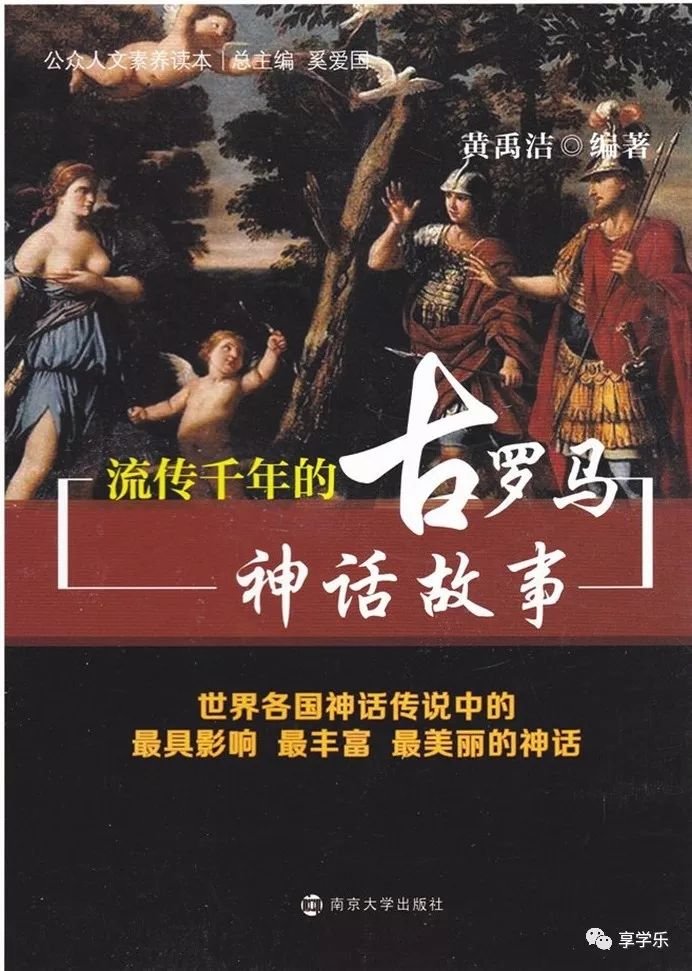 公众人文素养读本 | 总主编 奚爱国
黄禹洁◎编著
流传千年的古罗马
神话故事
世界各国神话传说中的
最具影响 最丰富 最美丽的神话
南京大学出版社
享学乐